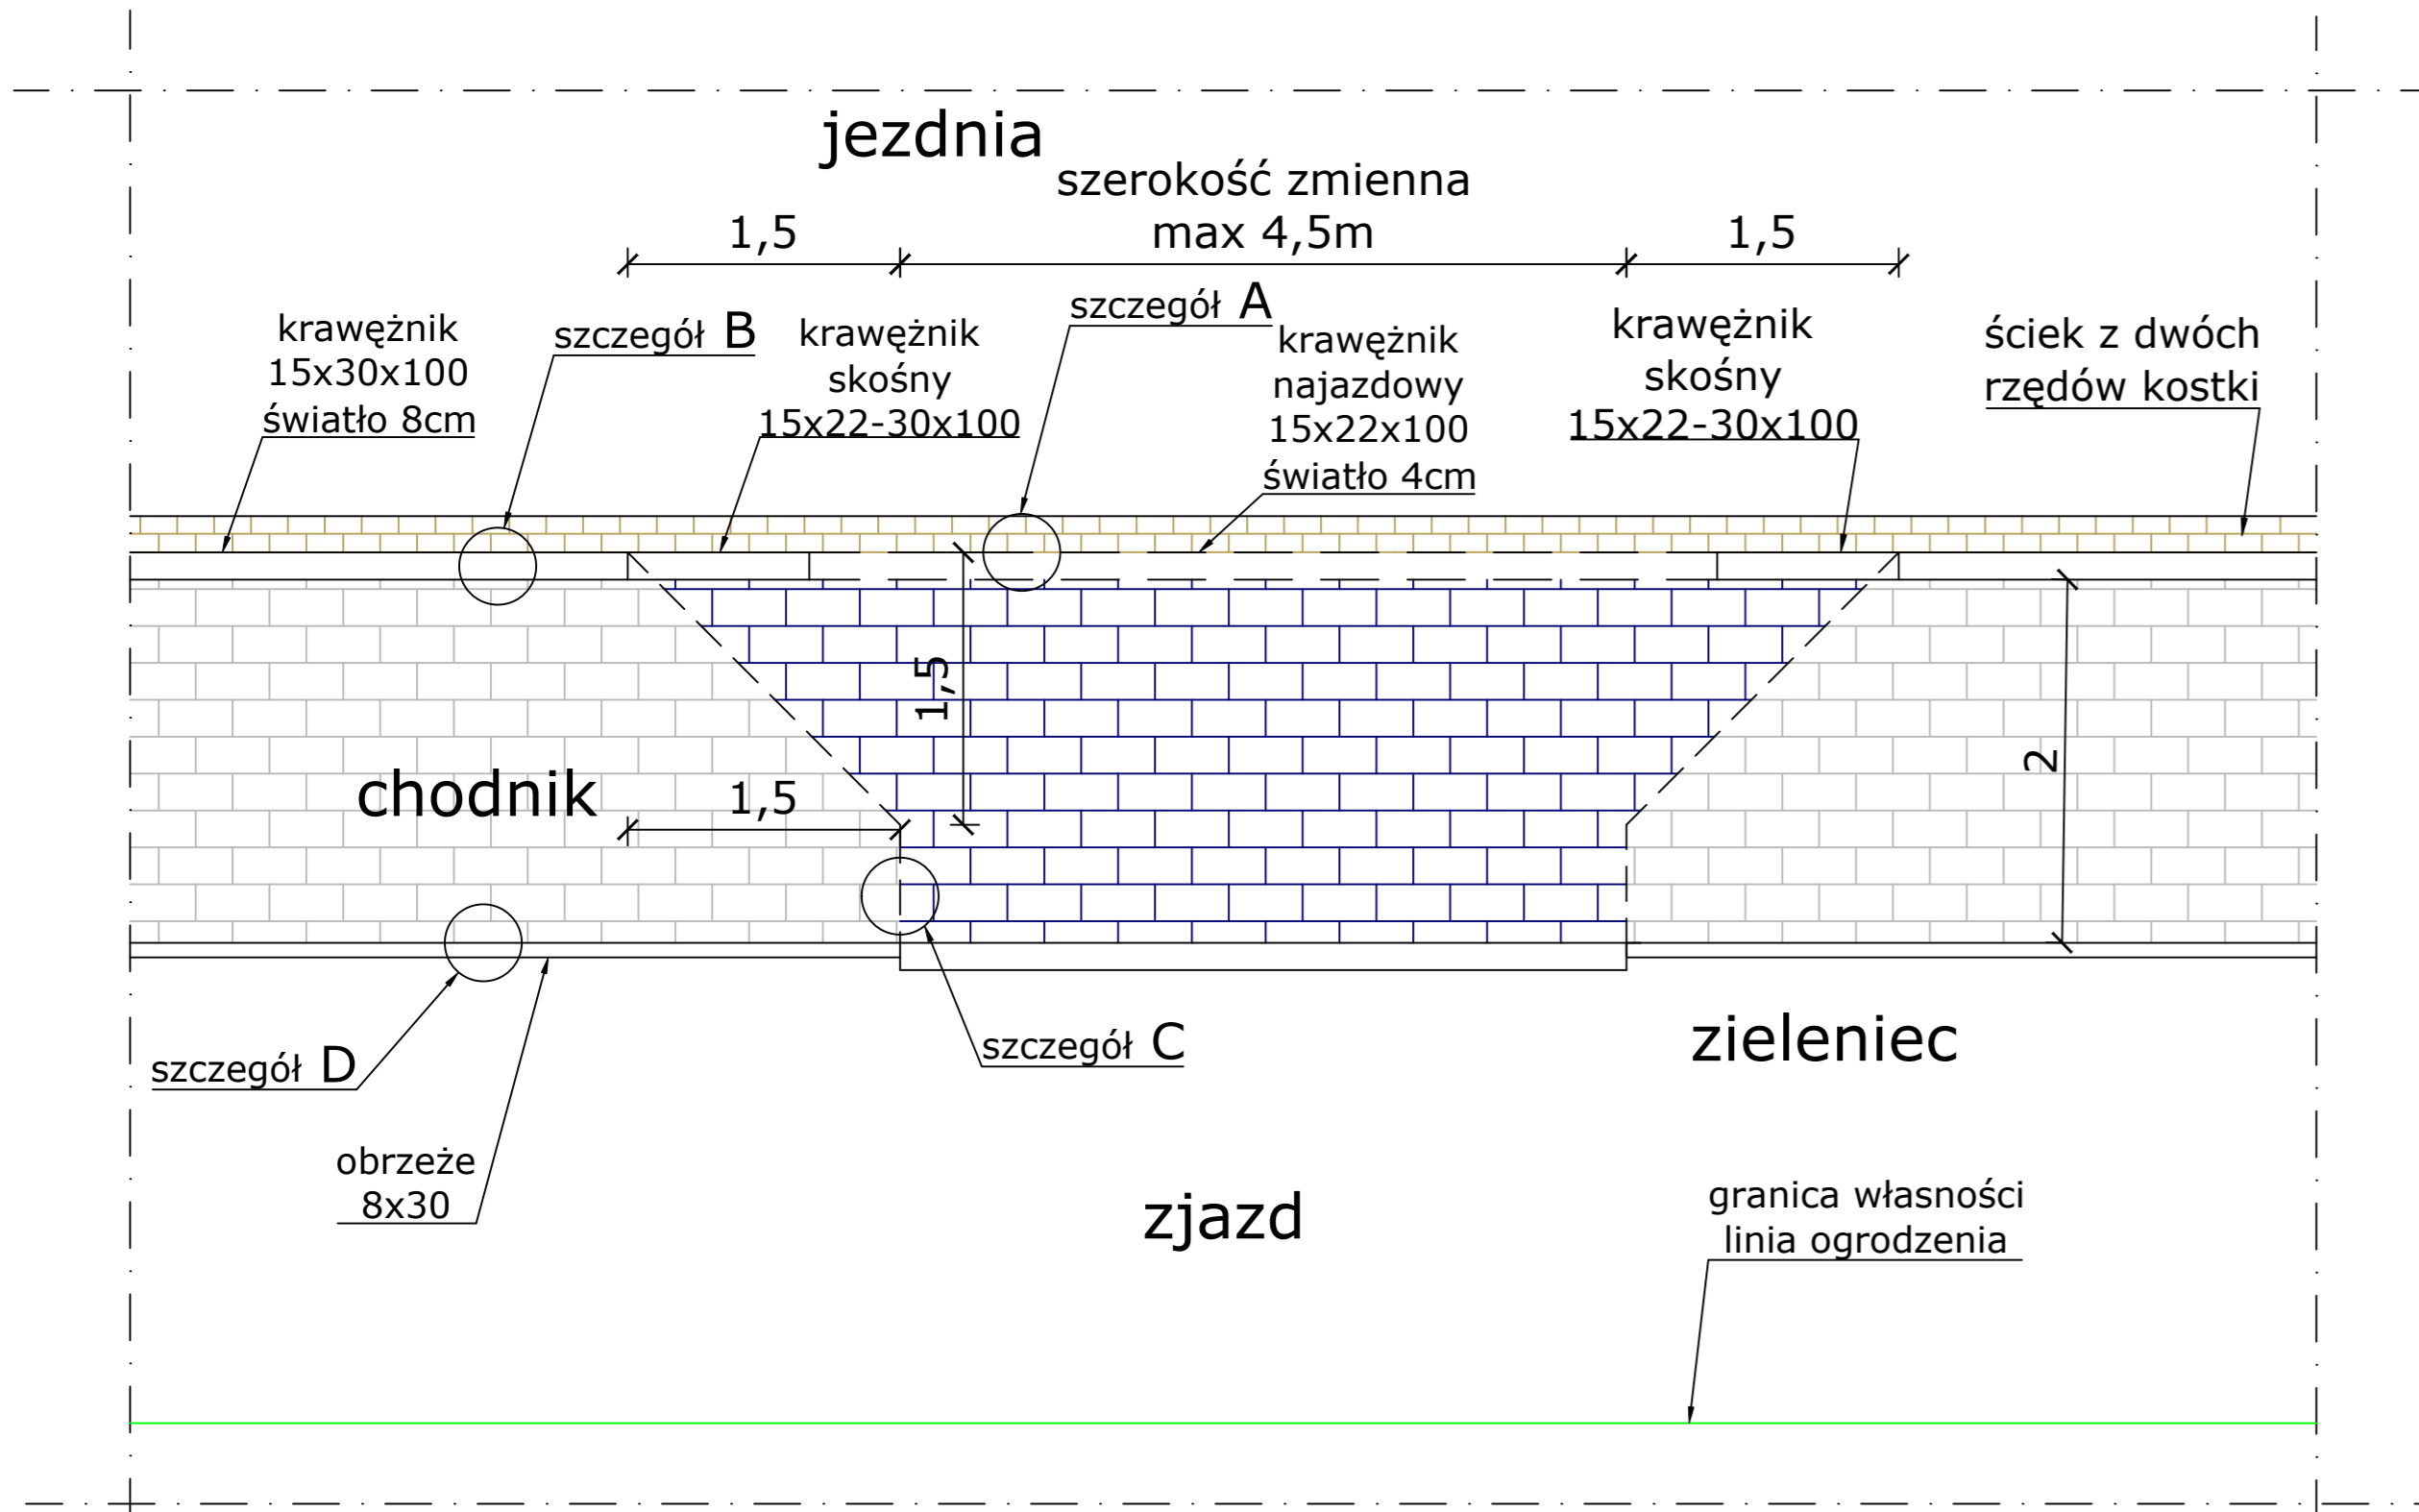 jezdnia
szerokość zmienna
max 4,5m
1,5
1,5
krawężnik
15x30x100
światło 8cm
szczegół B
krawężnik
skośny
15x22-30x100
szczegół A
krawężnik
najazdowy
15x22x100
światło 4cm
krawężnik
skośny
15x22-30x100
ściek z dwóch
rzędów kostki
1,5
chodnik
1,5
2
szczegół D
szczegół C
zieleniec
obrzeże
8x30
zjazd
granica własności
linia ogrodzenia